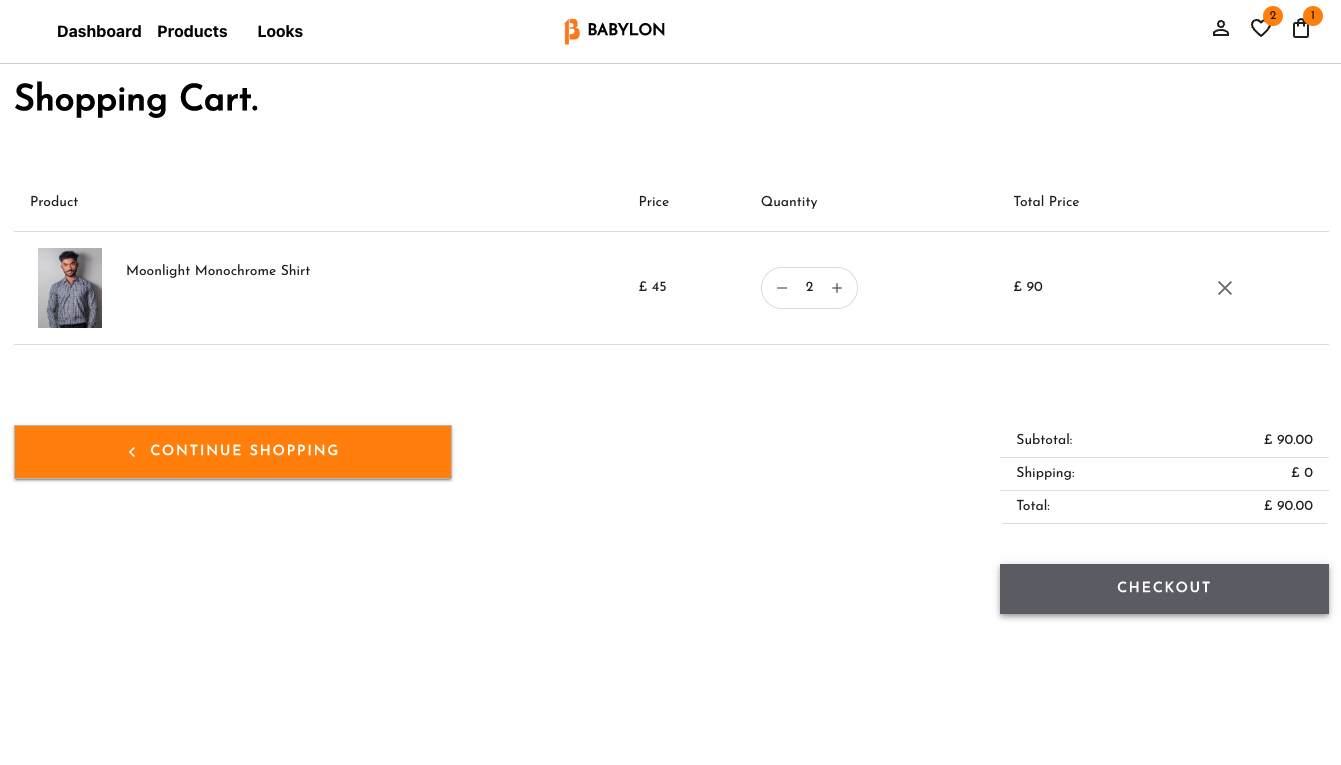 Dashboard Products Looks BABYLON 2 1
Shopping Cart.
Product Price Quantity Total Price
Moonlight Monochrome Shirt
£ 45 − 2 + £ 90
CONTINUE SHOPPING
Subtotal: £ 90.00
Shipping: £ 0
Total: £ 90.00
CHECKOUT